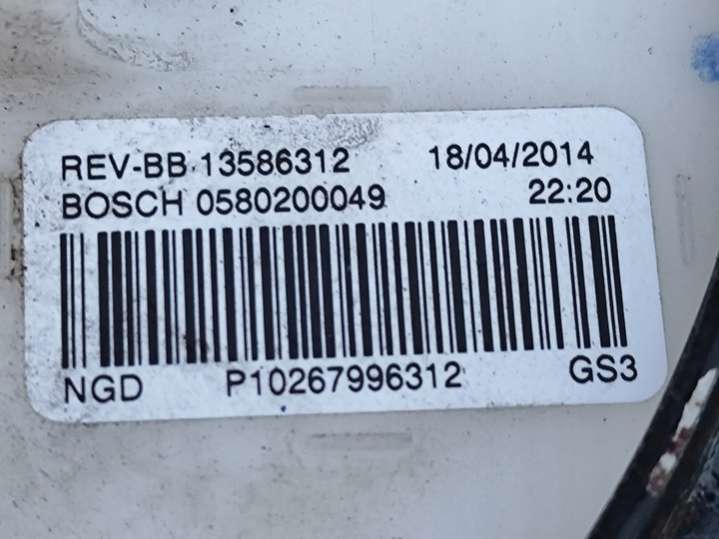 REV-BB 13586312 18/04/2014
BOSCH 0580200049 22:20
NGD P10267996312 GS3